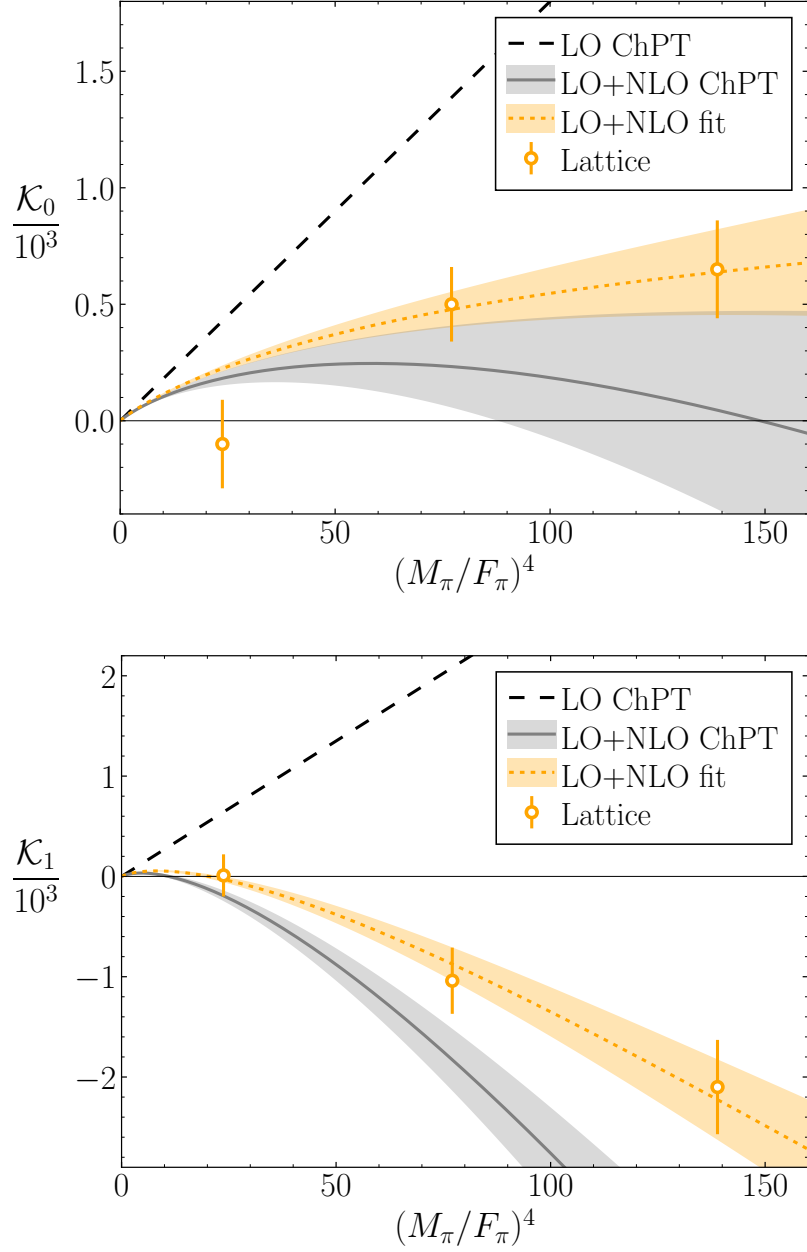 LO ChPT
LO+NLO ChPT
LO+NLO fit
Lattice
1.5
1.0
0.5
0.0
K₀
10³
0 50 100 150
(M_π/F_π)⁴
LO ChPT
LO+NLO ChPT
LO+NLO fit
Lattice
2
1
0
−1
−2
K₁
10³
0 50 100 150
(M_π/F_π)⁴